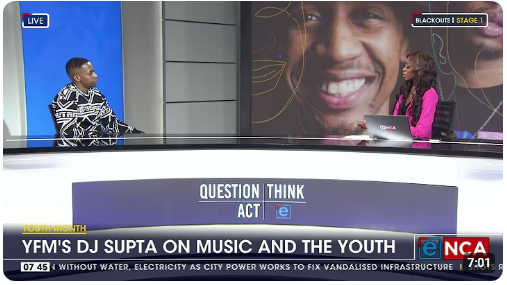 LIVE
BLACKOUTS STAGE 1
eNCA
QUESTION THINK
ACT e
YOUTH MONTH
YFM'S DJ SUPTA ON MUSIC AND THE YOUTH
e NCA
07 45 WITHOUT WATER, ELECTRICITY AS CITY POWER WORKS TO FIX VANDALISED INFRASTRUCTURE
7:01